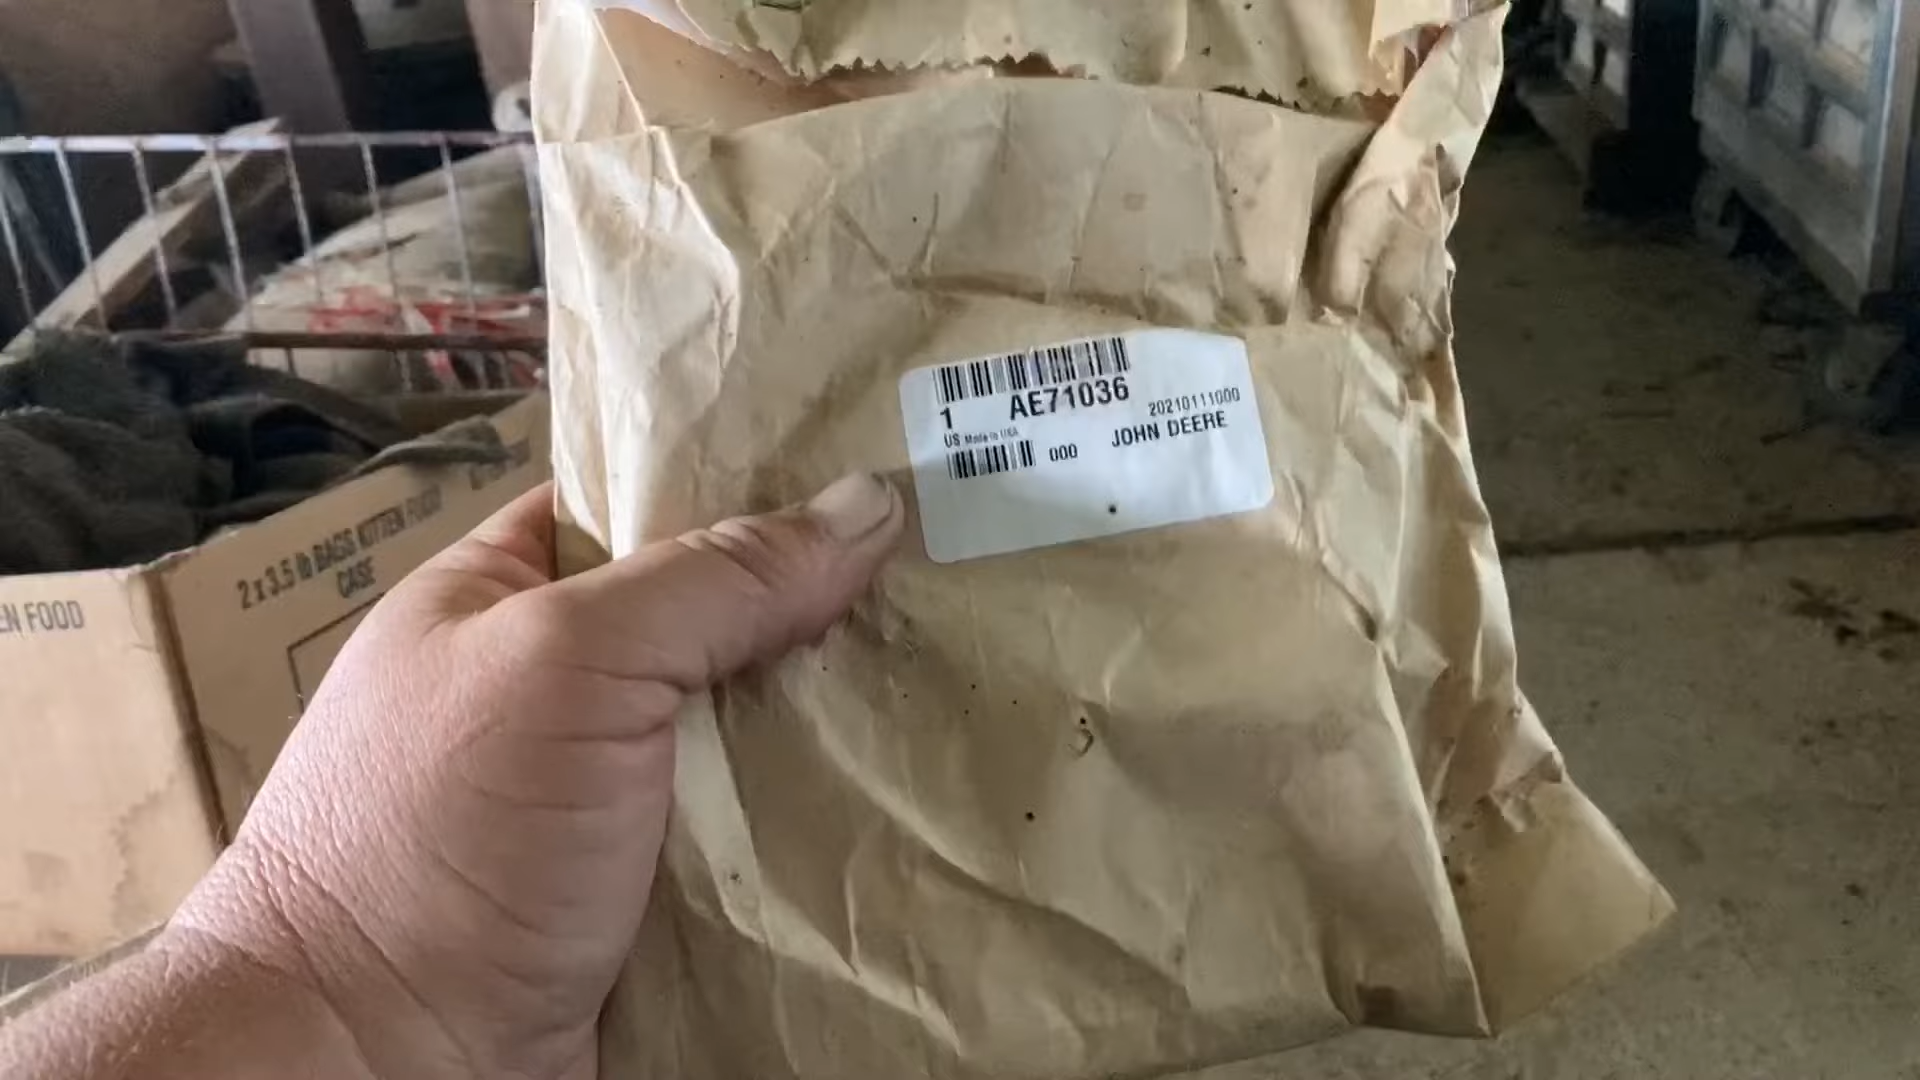 1 AE71036
20210111000
US Made in USA
JOHN DEERE
000
2 x 3.5 lb BAGS KITTEN FOOD
CASE
EN FOOD